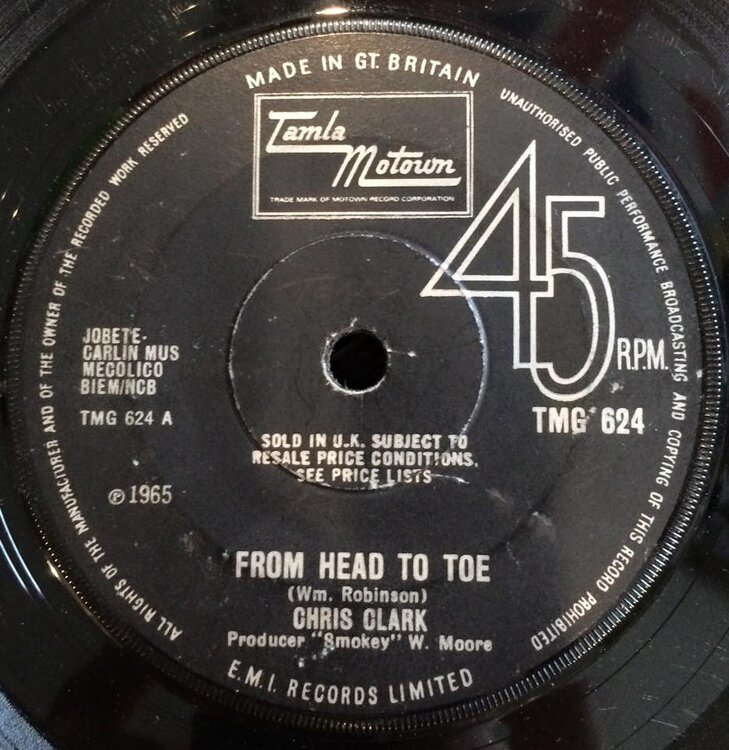 MADE IN GT. BRITAIN
UNAUTHORISED PUBLIC PERFORMANCE BROADCASTING AND COPYING OF THIS RECORD PROHIBITED
ALL RIGHTS OF THE MANUFACTURER AND OF THE OWNER OF THE RECORDED WORK RESERVED
Tamla
Motown
TRADE MARK OF MOTOWN RECORD CORPORATION
45
R.P.M.
JOBETE-
CARLIN MUS
MECOLICO
BIEM/NCB
TMG 624 A
TMG 624
SOLD IN U.K. SUBJECT TO
RESALE PRICE CONDITIONS.
SEE PRICE LISTS
℗ 1965
FROM HEAD TO TOE
(Wm. Robinson)
CHRIS CLARK
Producer "Smokey" W. Moore
E.M.I. RECORDS LIMITED